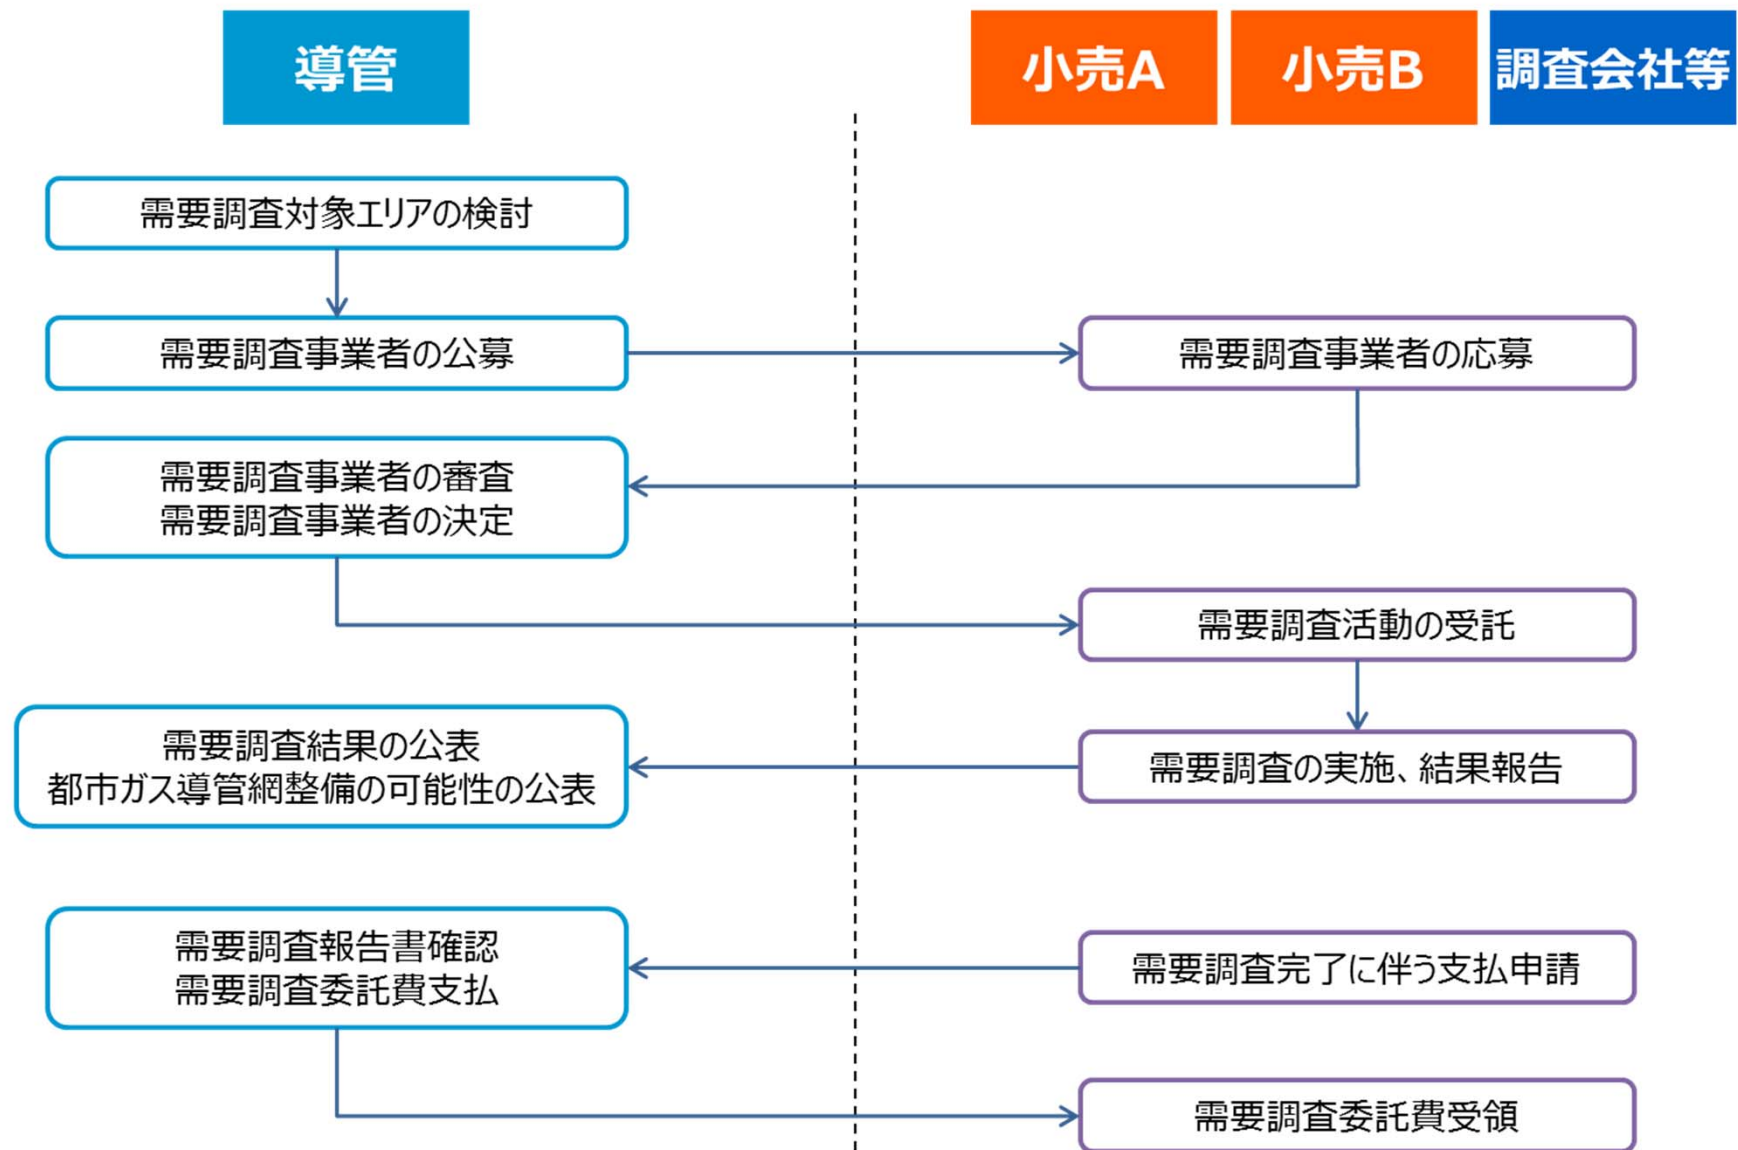 導管
小売A
小売B
調査会社等
需要調査対象エリアの検討
需要調査事業者の公募
需要調査事業者の応募
需要調査事業者の審査
需要調査事業者の決定
需要調査活動の受託
需要調査の実施、結果報告
需要調査結果の公表
都市ガス導管網整備の可能性の公表
需要調査完了に伴う支払申請
需要調査報告書確認
需要調査委託費支払
需要調査委託費受領